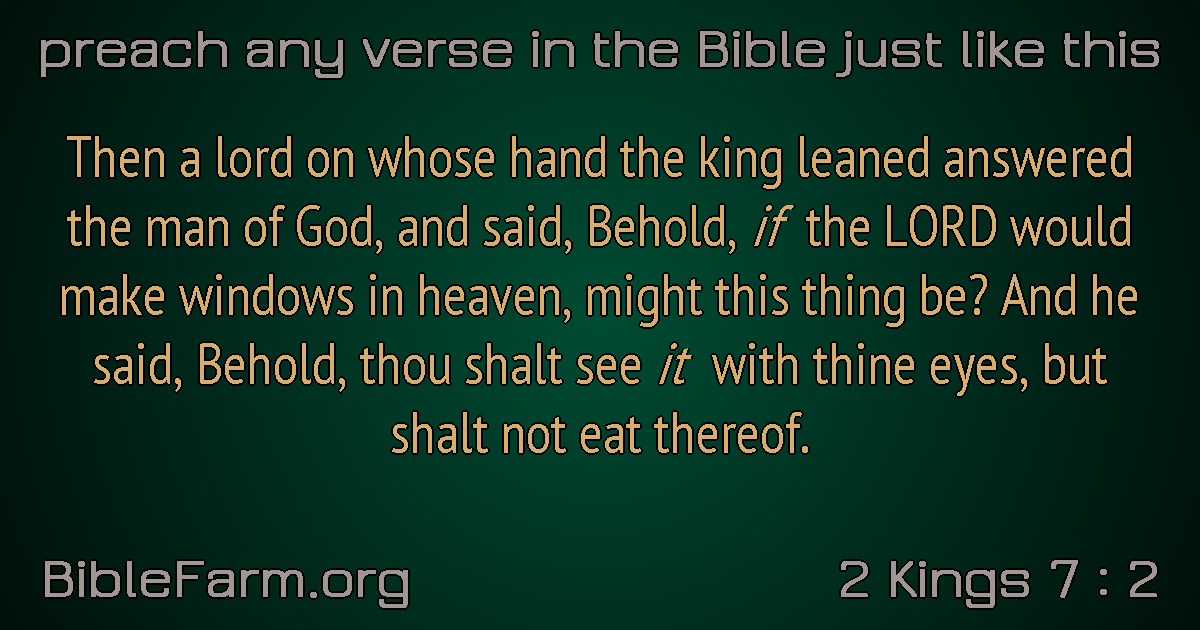 preach any verse in the Bible just like this
Then a lord on whose hand the king leaned answered
the man of God, and said, Behold, if the LORD would
make windows in heaven, might this thing be? And he
said, Behold, thou shalt see it with thine eyes, but
shalt not eat thereof.
BibleFarm.org
2 Kings 7 : 2